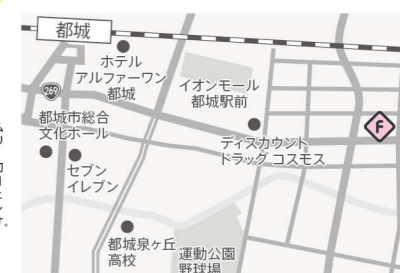 都城
ホテル
アルファーワン
都城
イオンモール
都城駅前
269
都城市総合
文化ホール
ディスカウント
ドラッグ コスモス
F
セブン
イレブン
都城泉ヶ丘
高校
運動公園
野球場